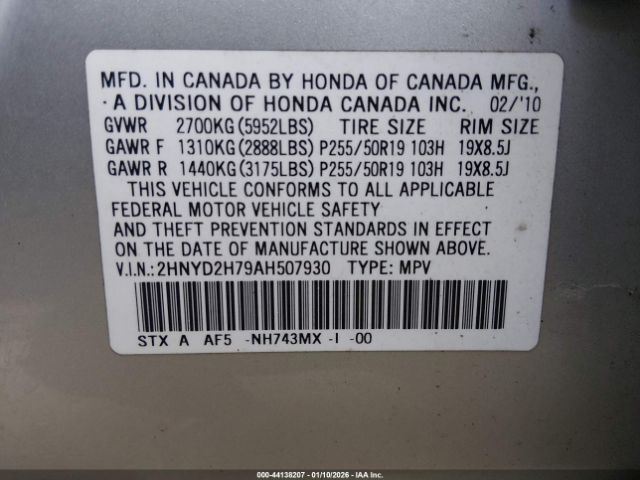 MFD. IN CANADA BY HONDA OF CANADA MFG.,
A DIVISION OF HONDA CANADA INC. 02/'10
GVWR 2700KG(5952LBS) TIRE SIZE RIM SIZE
GAWR F 1310KG(2888LBS) P255/50R19 103H 19X8.5J
GAWR R 1440KG(3175LBS) P255/50R19 103H 19X8.5J
THIS VEHICLE CONFORMS TO ALL APPLICABLE
FEDERAL MOTOR VEHICLE SAFETY
AND THEFT PREVENTION STANDARDS IN EFFECT
ON THE DATE OF MANUFACTURE SHOWN ABOVE.
V.I.N.:2HNYD2H79AH507930 TYPE: MPV
STX A AF5 -NH743MX -I -00
000-44138207 - 01/10/2026 - IAA Inc.